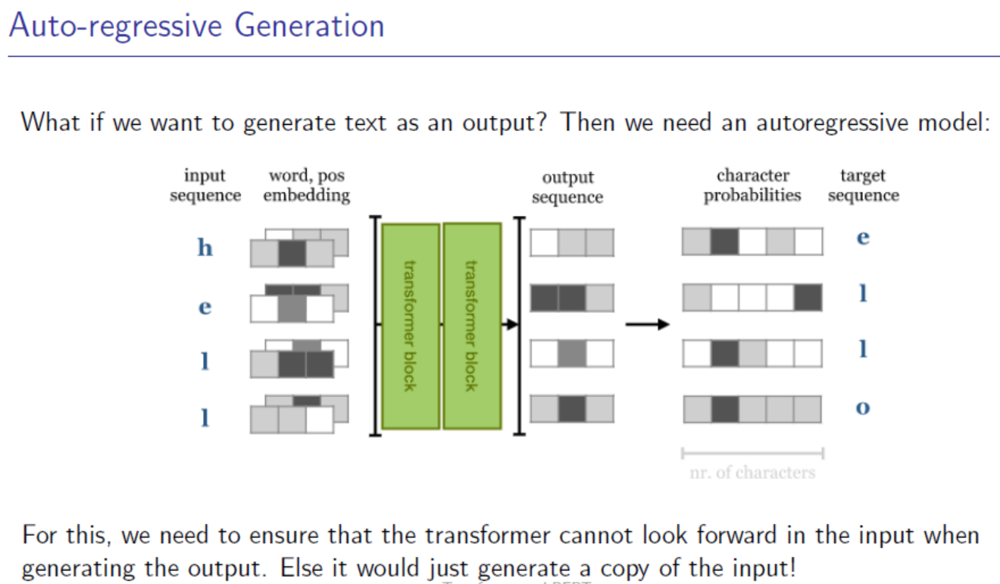 Auto-regressive Generation
What if we want to generate text as an output? Then we need an autoregressive model:
input sequence
word, pos embedding
output sequence
character probabilities
target sequence
h
e
l
l
transformer block
transformer block
e
l
l
o
nr. of characters
For this, we need to ensure that the transformer cannot look forward in the input when
generating the output. Else it would just generate a copy of the input!